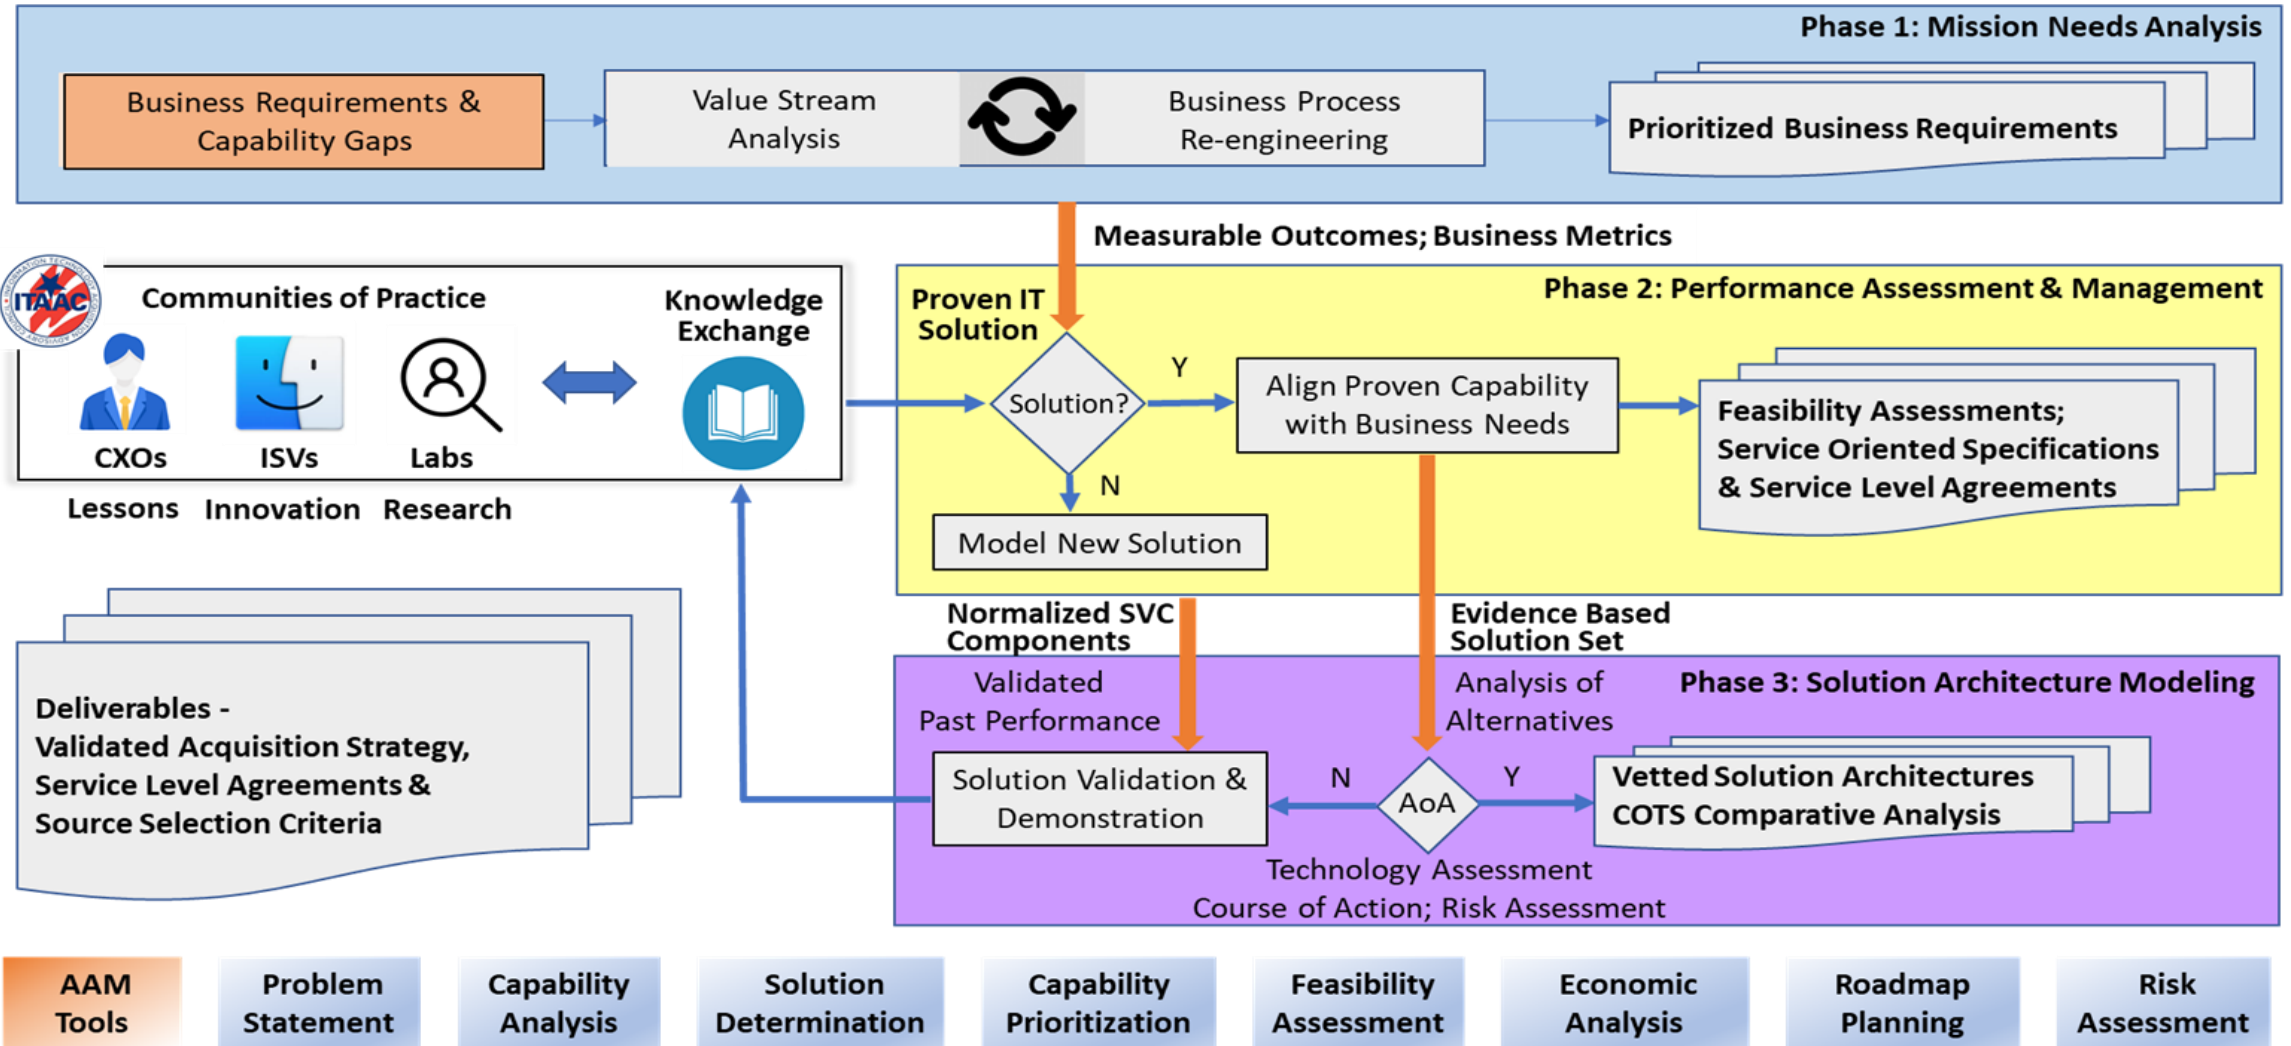 Phase 1: Mission Needs Analysis
Business Requirements &
Capability Gaps
Value Stream
Analysis
Business Process
Re-engineering
Prioritized Business Requirements
Measurable Outcomes; Business Metrics
INFORMATION TECHNOLOGY ACQUISITION ADVISORY COUNCIL
ITAAC
Communities of Practice
CXOs
ISVs
Labs
Knowledge
Exchange
Lessons
Innovation
Research
Phase 2: Performance Assessment & Management
Proven IT
Solution
Solution?
Y
N
Align Proven Capability
with Business Needs
Model New Solution
Feasibility Assessments;
Service Oriented Specifications
& Service Level Agreements
Normalized SVC
Components
Evidence Based
Solution Set
Phase 3: Solution Architecture Modeling
Validated
Past Performance
Analysis of
Alternatives
Solution Validation &
Demonstration
N
AoA
Y
Vetted Solution Architectures
COTS Comparative Analysis
Technology Assessment
Course of Action; Risk Assessment
Deliverables -
Validated Acquisition Strategy,
Service Level Agreements &
Source Selection Criteria
AAM
Tools
Problem
Statement
Capability
Analysis
Solution
Determination
Capability
Prioritization
Feasibility
Assessment
Economic
Analysis
Roadmap
Planning
Risk
Assessment